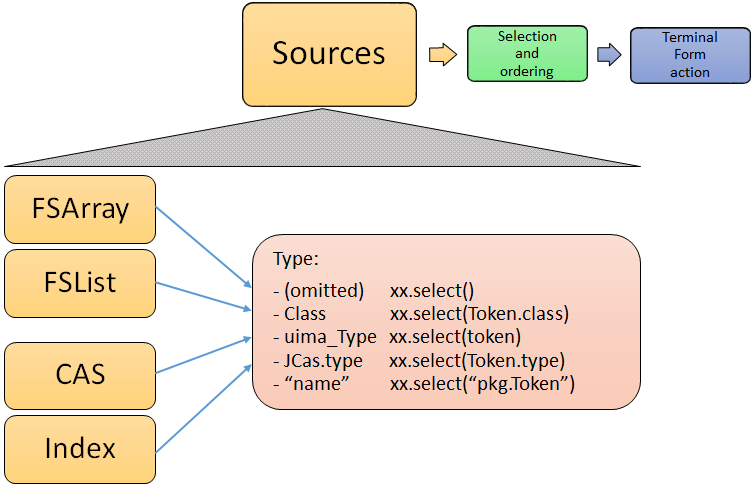 Sources
Selection
and
ordering
Terminal
Form
action
FSArray
FSList
CAS
Index
Type:
- (omitted) xx.select()
- Class xx.select(Token.class)
- uima_Type xx.select(token)
- JCas.type xx.select(Token.type)
- “name” xx.select(“pkg.Token”)